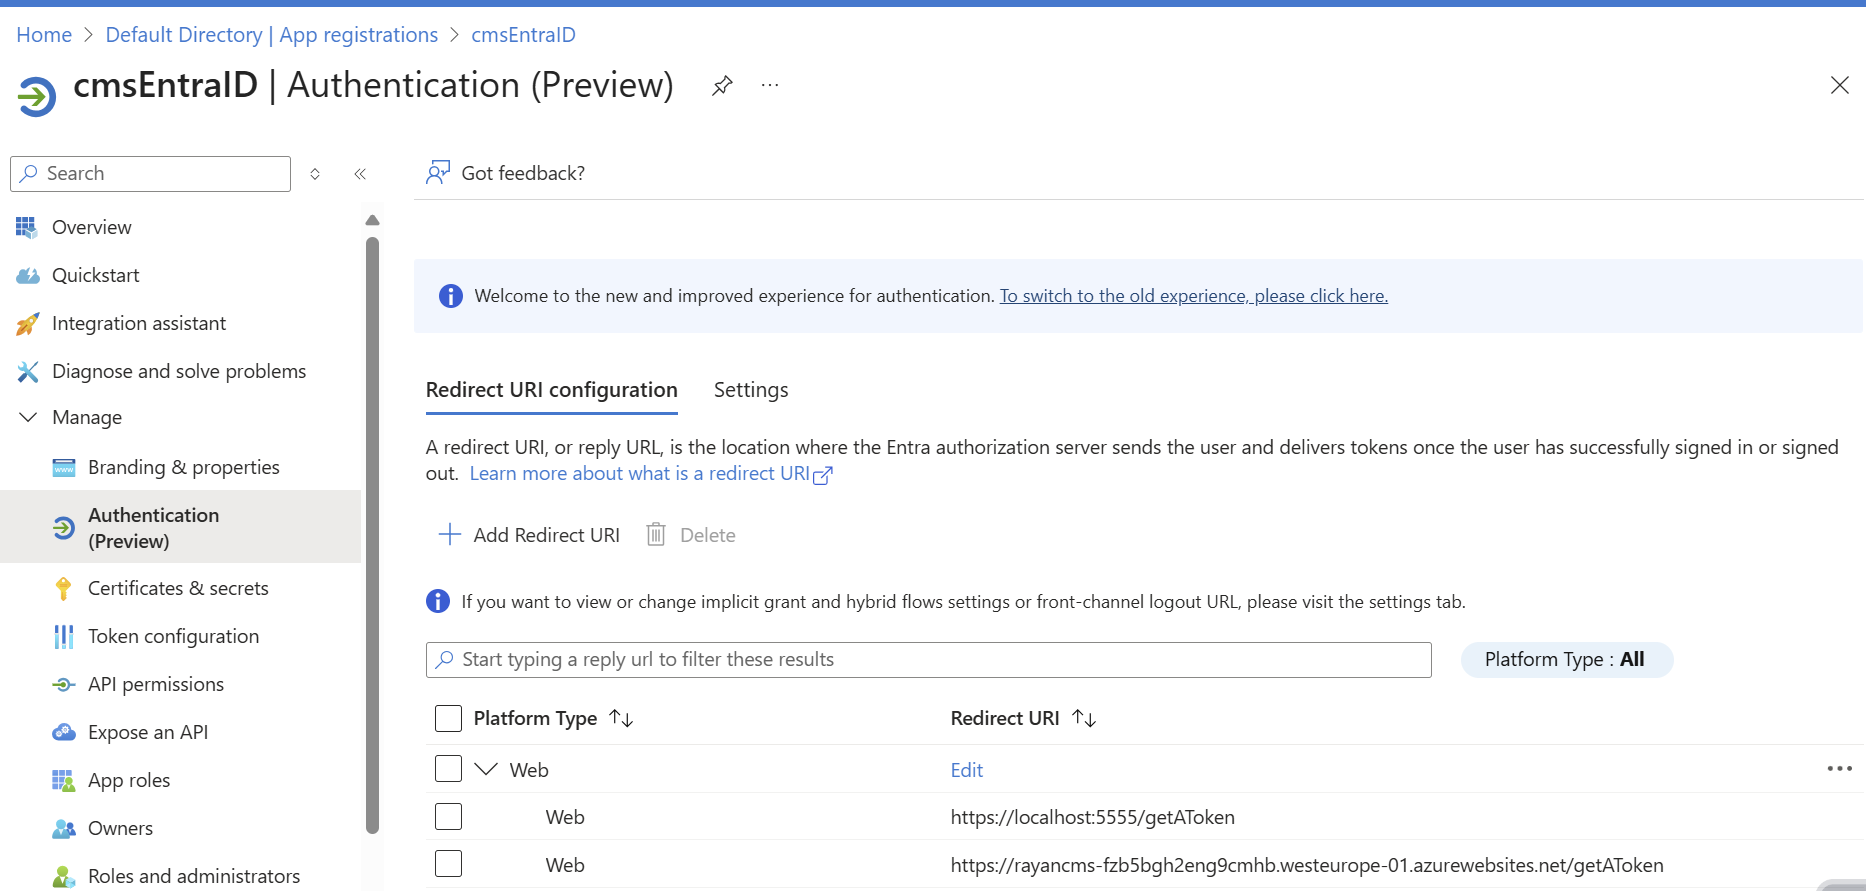 Home > Default Directory | App registrations > cmsEntraID
cmsEntraID | Authentication (Preview)
Search
Got feedback?
Overview
Quickstart
Integration assistant
Diagnose and solve problems
Manage
Branding & properties
Authentication
(Preview)
Certificates & secrets
Token configuration
API permissions
Expose an API
App roles
Owners
Roles and administrators
Welcome to the new and improved experience for authentication. To switch to the old experience, please click here.
Redirect URI configuration Settings
A redirect URI, or reply URL, is the location where the Entra authorization server sends the user and delivers tokens once the user has successfully signed in or signed
out. Learn more about what is a redirect URI
Add Redirect URI Delete
If you want to view or change implicit grant and hybrid flows settings or front-channel logout URL, please visit the settings tab.
Start typing a reply url to filter these results Platform Type : All
Platform Type Redirect URI
Web Edit
Web https://localhost:5555/getAToken
Web https://rayancms-fzb5bgh2eng9cmhb.westeurope-01.azurewebsites.net/getAToken